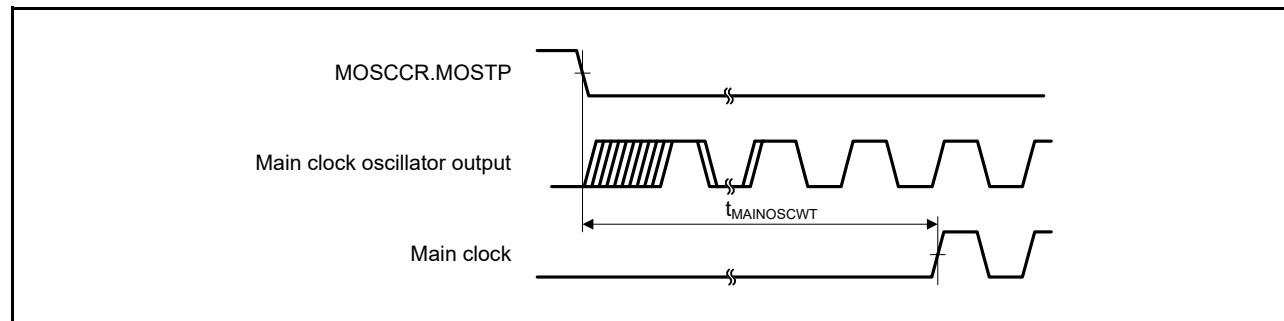 MOSCCR.MOSTP
Main clock oscillator output
tMAINOSCWT
Main clock